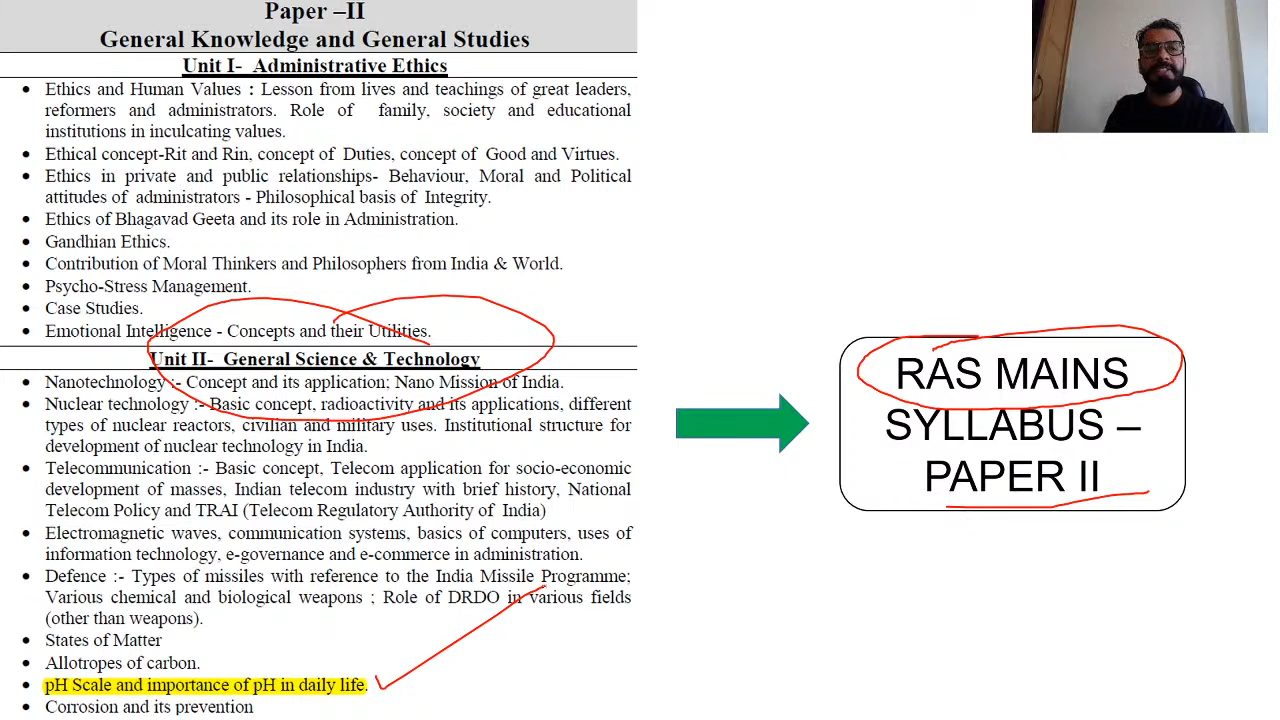 Paper –II
General Knowledge and General Studies
Unit I- Administrative Ethics
• Ethics and Human Values : Lesson from lives and teachings of great leaders,
reformers and administrators. Role of family, society and educational
institutions in inculcating values.
• Ethical concept-Rit and Rin, concept of Duties, concept of Good and Virtues.
• Ethics in private and public relationships- Behaviour, Moral and Political
attitudes of administrators - Philosophical basis of Integrity.
• Ethics of Bhagavad Geeta and its role in Administration.
• Gandhian Ethics.
• Contribution of Moral Thinkers and Philosophers from India & World.
• Psycho-Stress Management.
• Case Studies.
• Emotional Intelligence - Concepts and their Utilities.
Unit II- General Science & Technology
• Nanotechnology :- Concept and its application; Nano Mission of India.
• Nuclear technology :- Basic concept, radioactivity and its applications, different
types of nuclear reactors, civilian and military uses. Institutional structure for
development of nuclear technology in India.
• Telecommunication :- Basic concept, Telecom application for socio-economic
development of masses, Indian telecom industry with brief history, National
Telecom Policy and TRAI (Telecom Regulatory Authority of India)
• Electromagnetic waves, communication systems, basics of computers, uses of
information technology, e-governance and e-commerce in administration.
• Defence :- Types of missiles with reference to the India Missile Programme;
Various chemical and biological weapons ; Role of DRDO in various fields
(other than weapons).
• States of Matter
• Allotropes of carbon.
• pH Scale and importance of pH in daily life.
• Corrosion and its prevention
RAS MAINS
SYLLABUS –
PAPER II